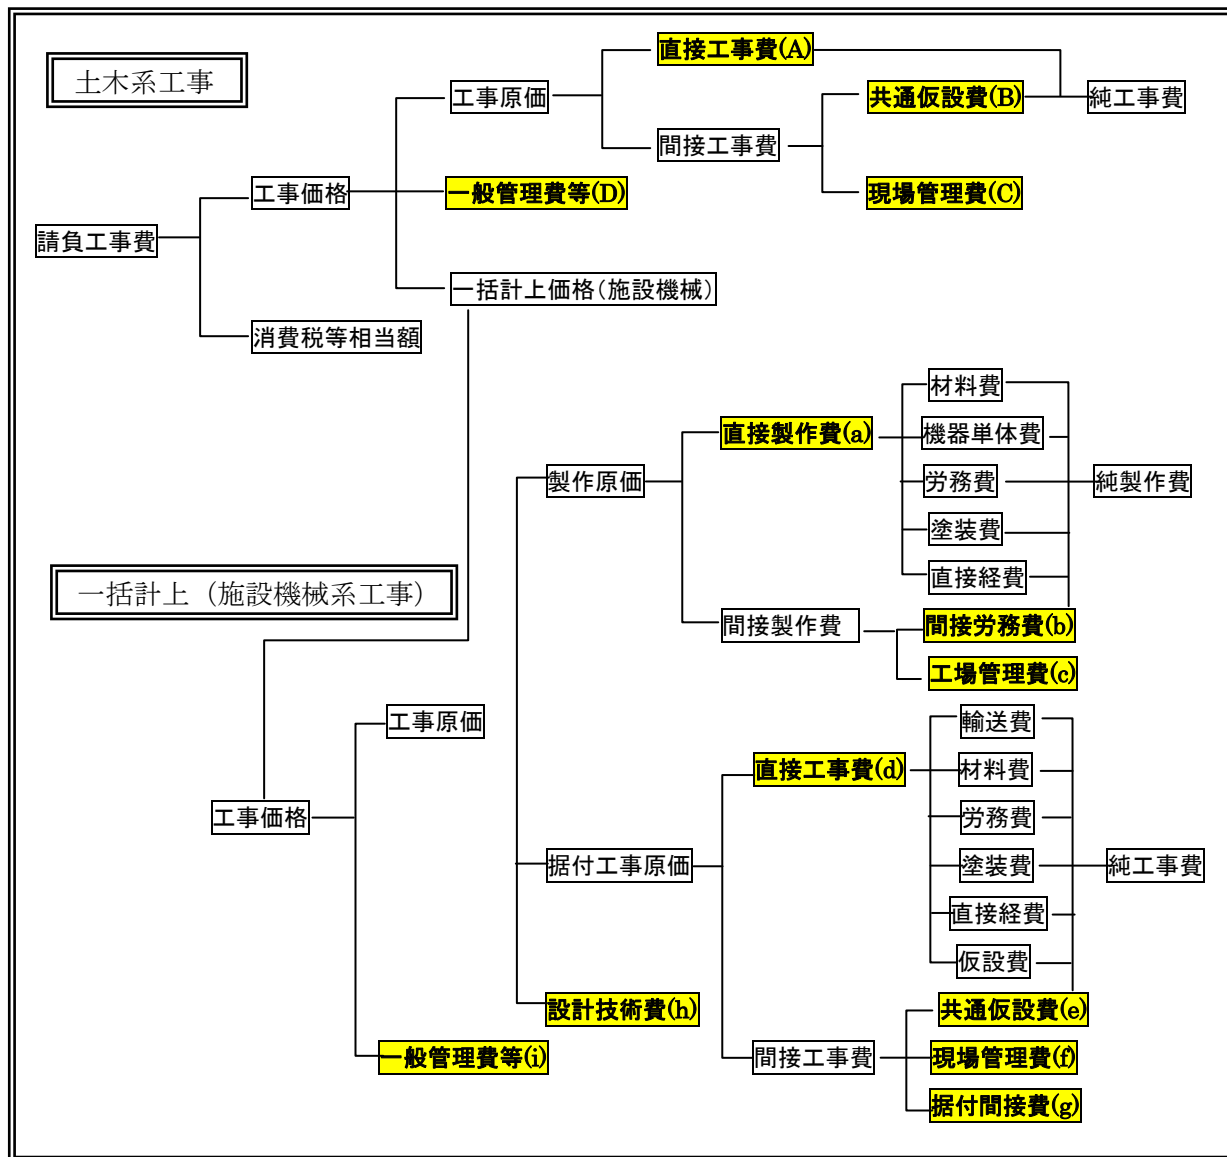 土木系工事
直接工事費(A)
工事原価
共通仮設費(B)
純工事費
間接工事費
工事価格
一般管理費等(D)
現場管理費(C)
請負工事費
一括計上価格（施設機械）
消費税等相当額
材料費
直接製作費(a)
機器単体費
製作原価
労務費
純製作費
塗装費
一括計上（施設機械系工事）
直接経費
間接製作費
間接労務費(b)
工場管理費(c)
工事原価
輸送費
直接工事費(d)
材料費
工事価格
労務費
据付工事原価
塗装費
純工事費
直接経費
仮設費
設計技術費(h)
共通仮設費(e)
一般管理費等(i)
間接工事費
現場管理費(f)
据付間接費(g)